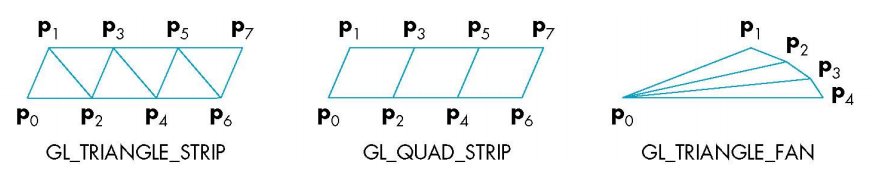 p1 p3 p5 p7
p0 p2 p4 p6
GL_TRIANGLE_STRIP
p1 p3 p5 p7
p0 p2 p4 p6
GL_QUAD_STRIP
p1
p2
p3
p4
p0
GL_TRIANGLE_FAN